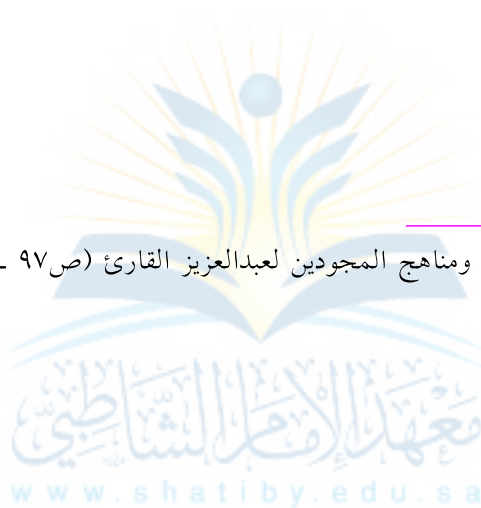 ومناهج المجودين لعبدالعزيز القارئ (ص٩٧ ـ
معهد الإمام الشاطبي
www.shatiby.edu.sa